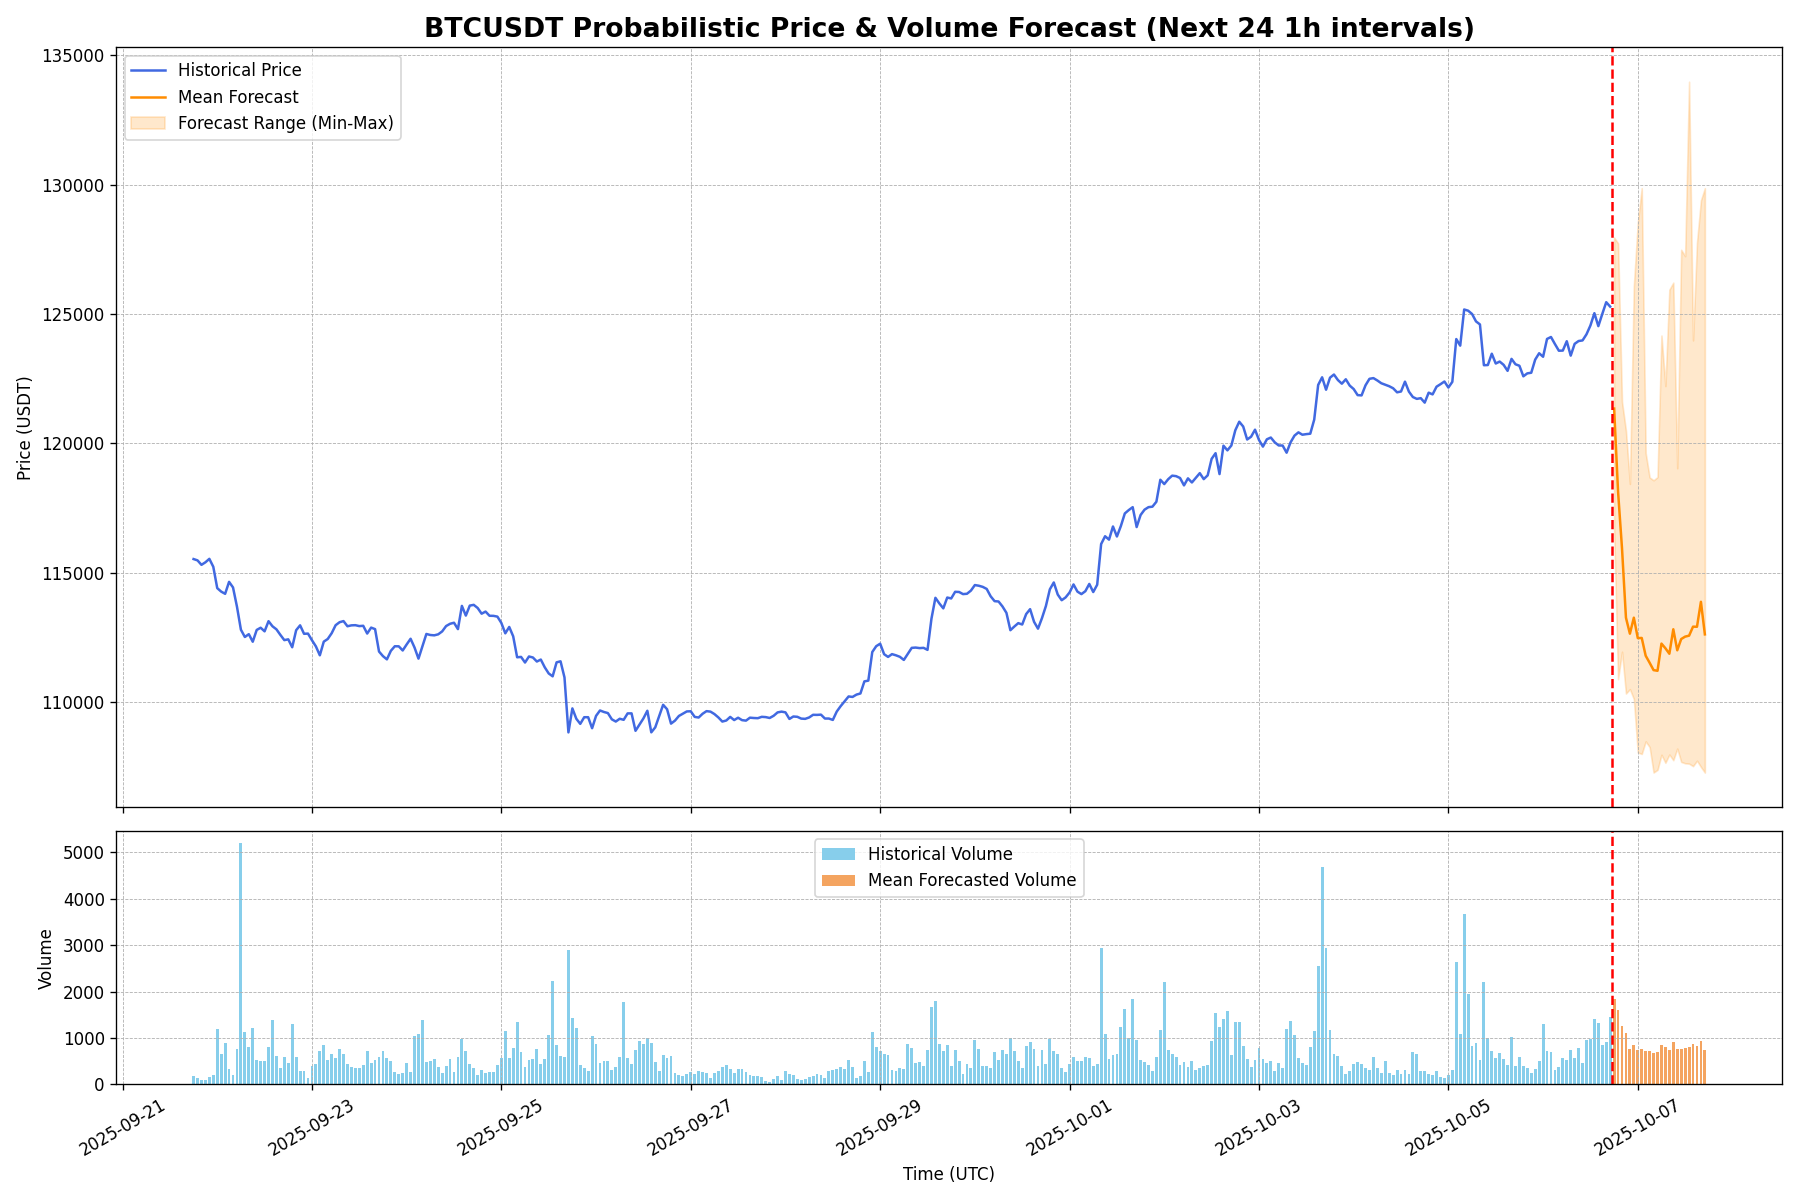 BTCUSDT Probabilistic Price & Volume Forecast (Next 24 1h intervals)
135000
130000
125000
120000
115000
110000
Price (USDT)
Historical Price
Mean Forecast
Forecast Range (Min-Max)
5000
4000
3000
2000
1000
0
Volume
Historical Volume
Mean Forecasted Volume
2025-09-21
2025-09-23
2025-09-25
2025-09-27
2025-09-29
2025-10-01
2025-10-03
2025-10-05
2025-10-07
Time (UTC)